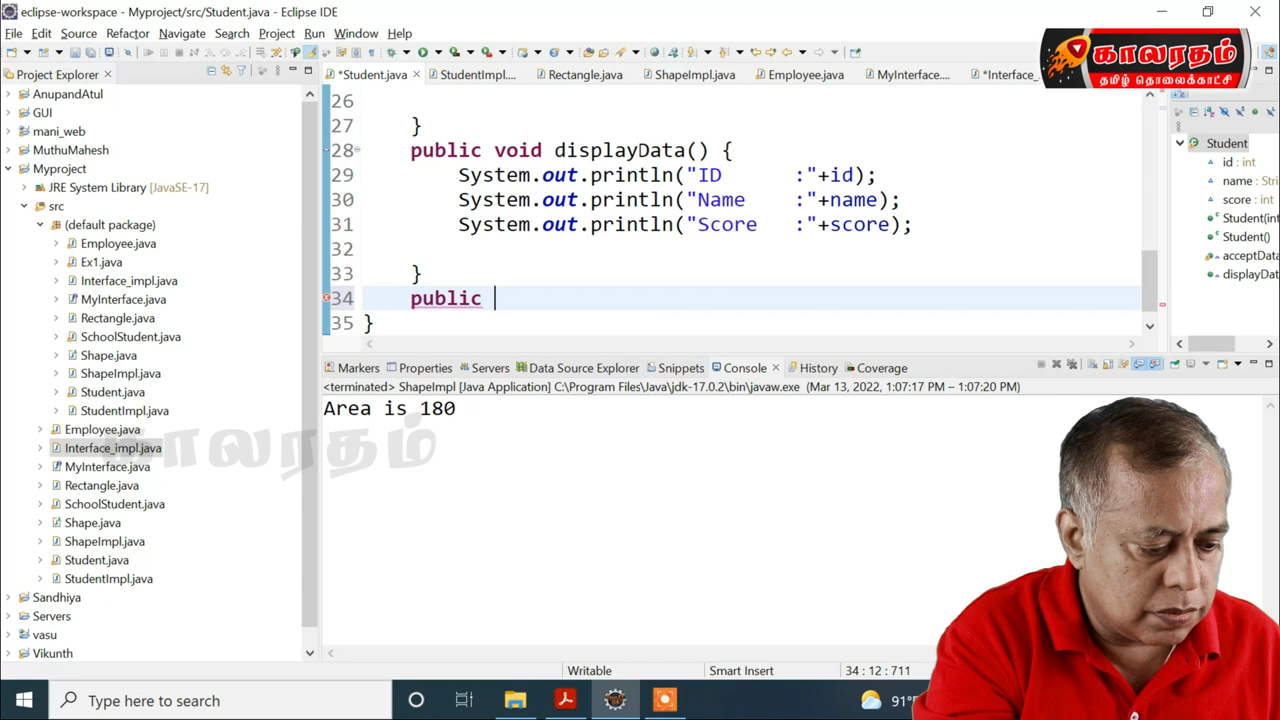 eclipse-workspace - Myproject/src/Student.java - Eclipse IDE
File Edit Source Refactor Navigate Search Project Run Window Help
காலரதம்
தமிழ் தொலைக்காட்சி
Project Explorer
*Student.java StudentImpl.... Rectangle.java ShapeImpl.java Employee.java MyInterface.... *Interface_
AnupandAtul
GUI
mani_web
MuthuMahesh
Myproject
JRE System Library [JavaSE-17]
src
(default package)
Employee.java
Ex1.java
Interface_impl.java
MyInterface.java
Rectangle.java
SchoolStudent.java
Shape.java
ShapeImpl.java
Student.java
StudentImpl.java
Employee.java
Interface_impl.java
MyInterface.java
Rectangle.java
SchoolStudent.java
Shape.java
ShapeImpl.java
Student.java
StudentImpl.java
Sandhiya
Servers
vasu
Vikunth
26
27 }
28 public void displayData() {
29 System.out.println("ID :"+id);
30 System.out.println("Name :"+name);
31 System.out.println("Score :"+score);
32
33 }
34 public
35 }
Student
id : int
name : Stri
score : int
Student(int
Student()
acceptData
displayData
Markers Properties Servers Data Source Explorer Snippets Console History Coverage
<terminated> ShapeImpl [Java Application] C:\Program Files\Java\jdk-17.0.2\bin\javaw.exe (Mar 13, 2022, 1:07:17 PM – 1:07:20 PM)
Area is 180
காலரதம்
Writable Smart Insert 34 : 12 : 711
Type here to search
91°F